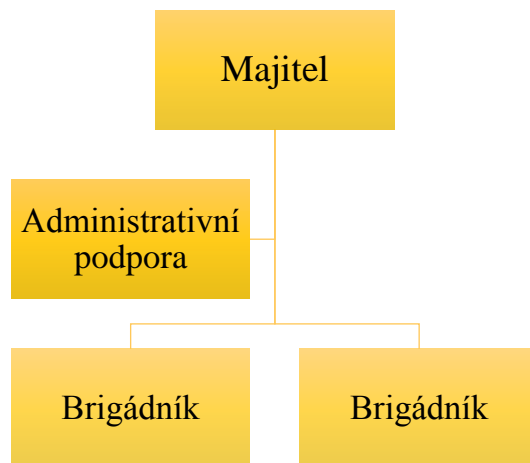 Majitel
Administrativní
podpora
Brigádník
Brigádník